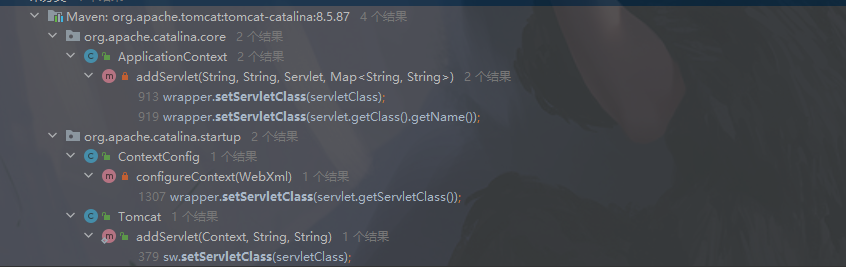 Maven: org.apache.tomcat:tomcat-catalina:8.5.87 4 个结果
org.apache.catalina.core 2 个结果
ApplicationContext 2 个结果
addServlet(String, String, Servlet, Map<String, String>) 2 个结果
913 wrapper.setServletClass(servletClass);
919 wrapper.setServletClass(servlet.getClass().getName());
org.apache.catalina.startup 2 个结果
ContextConfig 1 个结果
configureContext(WebXml) 1 个结果
1307 wrapper.setServletClass(servlet.getServletClass());
Tomcat 1 个结果
addServlet(Context, String, String) 1 个结果
379 sw.setServletClass(servletClass);